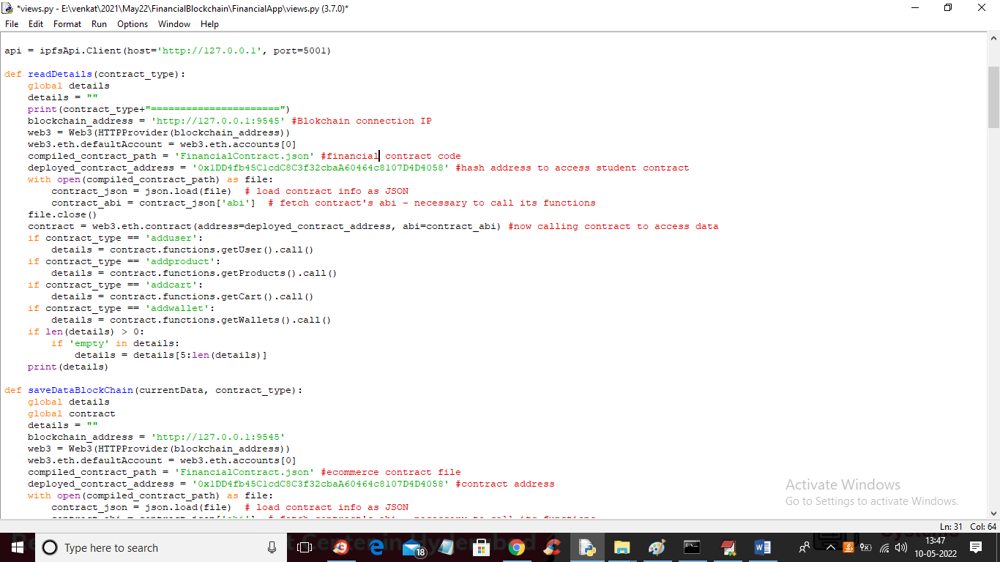 *views.py - E:\venkat\2021\May22\FinancialBlockchain\FinancialApp\views.py (3.7.0)*
File Edit Format Run Options Window Help
api = ipfsApi.Client(host='http://127.0.0.1', port=5001)
def readDetails(contract_type):
    global details
    details = ""
    print(contract_type+"======================")
    blockchain_address = 'http://127.0.0.1:9545' #Blokchain connection IP
    web3 = Web3(HTTPProvider(blockchain_address))
    web3.eth.defaultAccount = web3.eth.accounts[0]
    compiled_contract_path = 'FinancialContract.json' #financial contract code
    deployed_contract_address = '0x1DD4fb45C1cdC8C3f32cbaA60464c8107D4D4058' #hash address to access student contract
    with open(compiled_contract_path) as file:
        contract_json = json.load(file)  # load contract info as JSON
        contract_abi = contract_json['abi']  # fetch contract's abi - necessary to call its functions
    file.close()
    contract = web3.eth.contract(address=deployed_contract_address, abi=contract_abi) #now calling contract to access data
    if contract_type == 'adduser':
        details = contract.functions.getUser().call()
    if contract_type == 'addproduct':
        details = contract.functions.getProducts().call()
    if contract_type == 'addcart':
        details = contract.functions.getCart().call()
    if contract_type == 'addwallet':
        details = contract.functions.getWallets().call()
    if len(details) > 0:
        if 'empty' in details:
            details = details[5:len(details)]
    print(details)
def saveDataBlockChain(currentData, contract_type):
    global details
    global contract
    details = ""
    blockchain_address = 'http://127.0.0.1:9545'
    web3 = Web3(HTTPProvider(blockchain_address))
    web3.eth.defaultAccount = web3.eth.accounts[0]
    compiled_contract_path = 'FinancialContract.json' #ecommerce contract file
    deployed_contract_address = '0x1DD4fb45C1cdC8C3f32cbaA60464c8107D4D4058' #contract address
    with open(compiled_contract_path) as file:
        contract_json = json.load(file)  # load contract info as JSON
Activate Windows
Go to Settings to activate Windows.
Ln: 31 Col: 64
Type here to search
18
13:47
10-05-2022